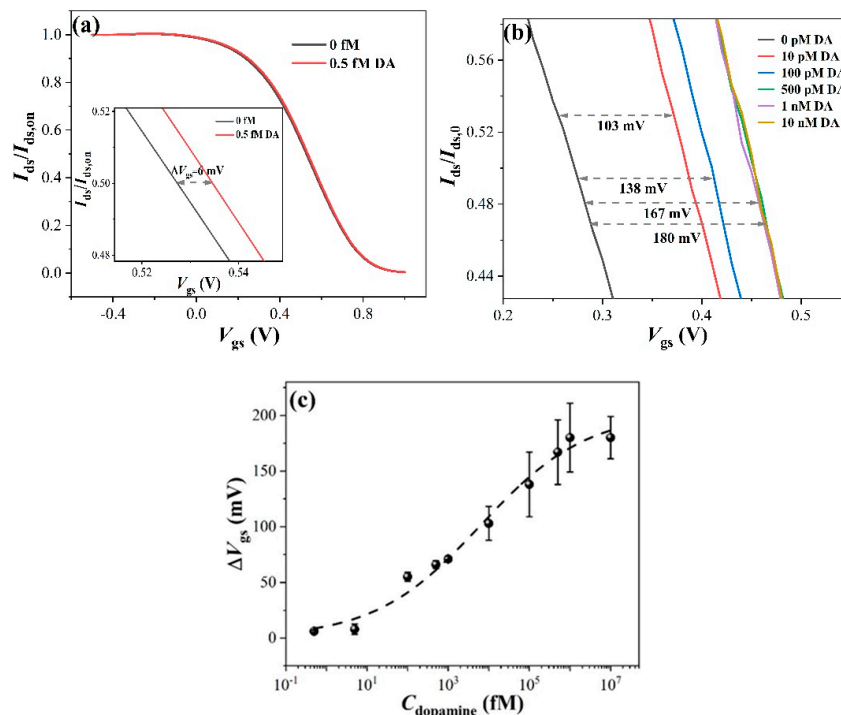 (a)
0 fM
0.5 fM DA
1.0
0.8
0.6
0.4
0.2
0.0
-0.4
0.0
0.4
0.8
Ids/Ids,on
Vgs (V)
0 fM
0.5 fM DA
0.52
0.50
0.48
ΔVgs=6 mV
0.52
0.54
Ids/Ids,on
Vgs (V)
(b)
0 pM DA
10 pM DA
100 pM DA
500 pM DA
1 nM DA
10 nM DA
0.56
0.52
0.48
0.44
103 mV
138 mV
167 mV
180 mV
0.2
0.3
0.4
0.5
Ids/Ids,0
Vgs (V)
(c)
200
150
100
50
0
10⁻¹
10¹
10³
10⁵
10⁷
ΔVgs (mV)
Cdopamine (fM)